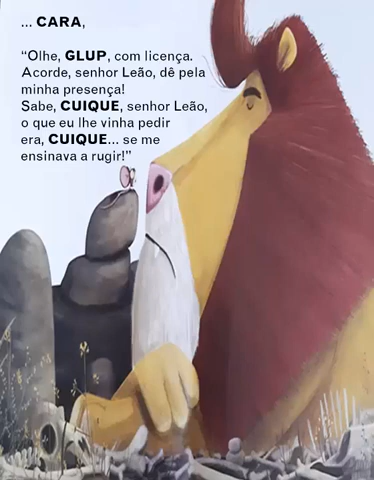 ... CARA,
“Olhe, GLUP, com licença.
Acorde, senhor Leão, dê pela
minha presença!
Sabe, CUIQUE, senhor Leão,
o que eu lhe vinha pedir
era, CUIQUE... se me
ensinava a rugir!”